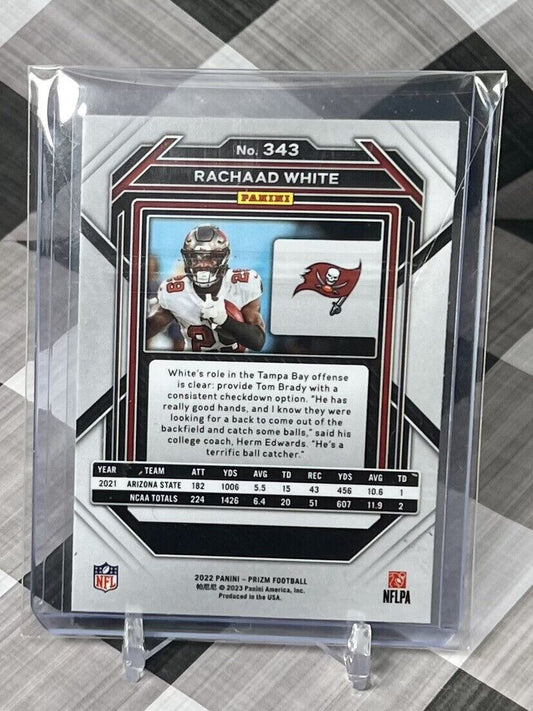 No. 343
RACHAAD WHITE
PANINI
29
29
White's role in the Tampa Bay offense
is clear: provide Tom Brady with a
consistent checkdown option. "He has
really good hands, and I know they were
looking for a back to come out of the
backfield and catch some balls," said his
college coach, Herm Edwards. "He's a
terrific ball catcher."
YEAR TEAM ATT YDS AVG TD REC YDS AVG TD
2021 ARIZONA STATE 182 1006 5.5 15 43 456 10.6 1
NCAA TOTALS 224 1426 6.4 20 51 607 11.9 2
NFL
2022 PANINI – PRIZM FOOTBALL
帕尼尼 © 2023 Panini America, Inc.
Produced in the USA.
NFLPA